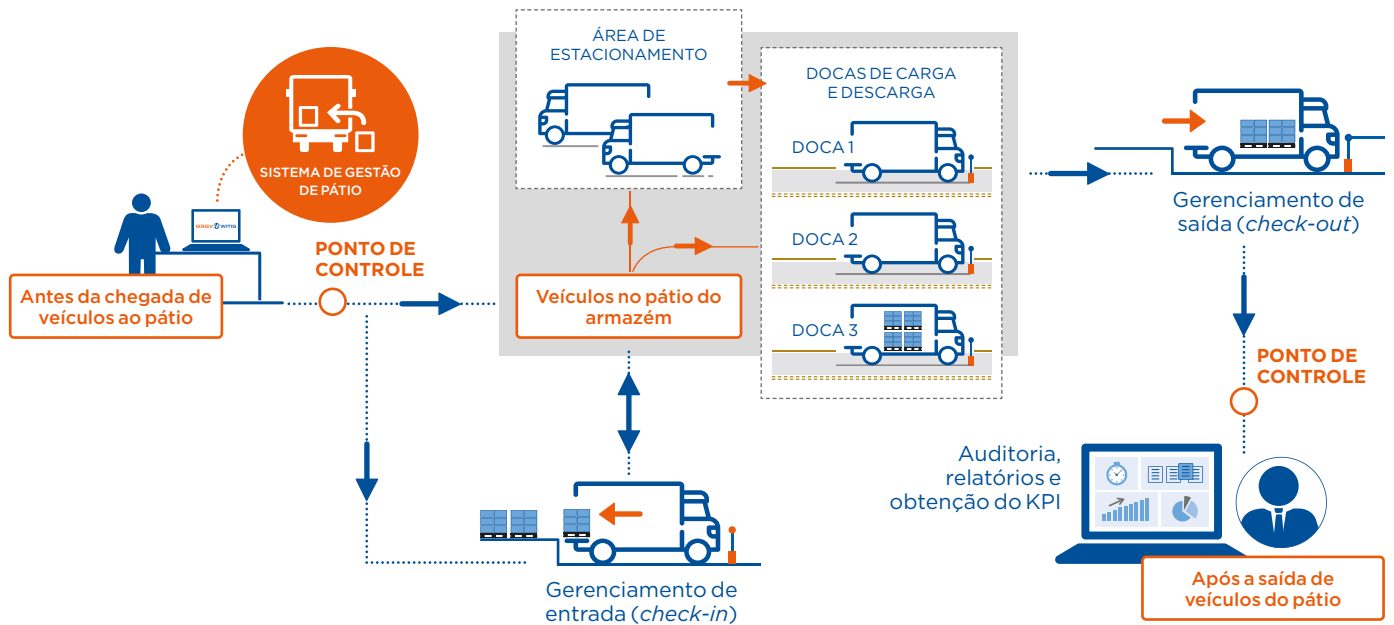 SISTEMA DE GESTÃO
DE PÁTIO
easy wms
PONTO DE
CONTROLE
Antes da chegada de
veículos ao pátio
ÁREA DE
ESTACIONAMENTO
Veículos no pátio do
armazém
DOCAS DE CARGA
E DESCARGA
DOCA 1
DOCA 2
DOCA 3
Gerenciamento de
entrada (check-in)
Gerenciamento de
saída (check-out)
PONTO DE
CONTROLE
Auditoria,
relatórios e
obtenção do KPI
Após a saída de
veículos do pátio